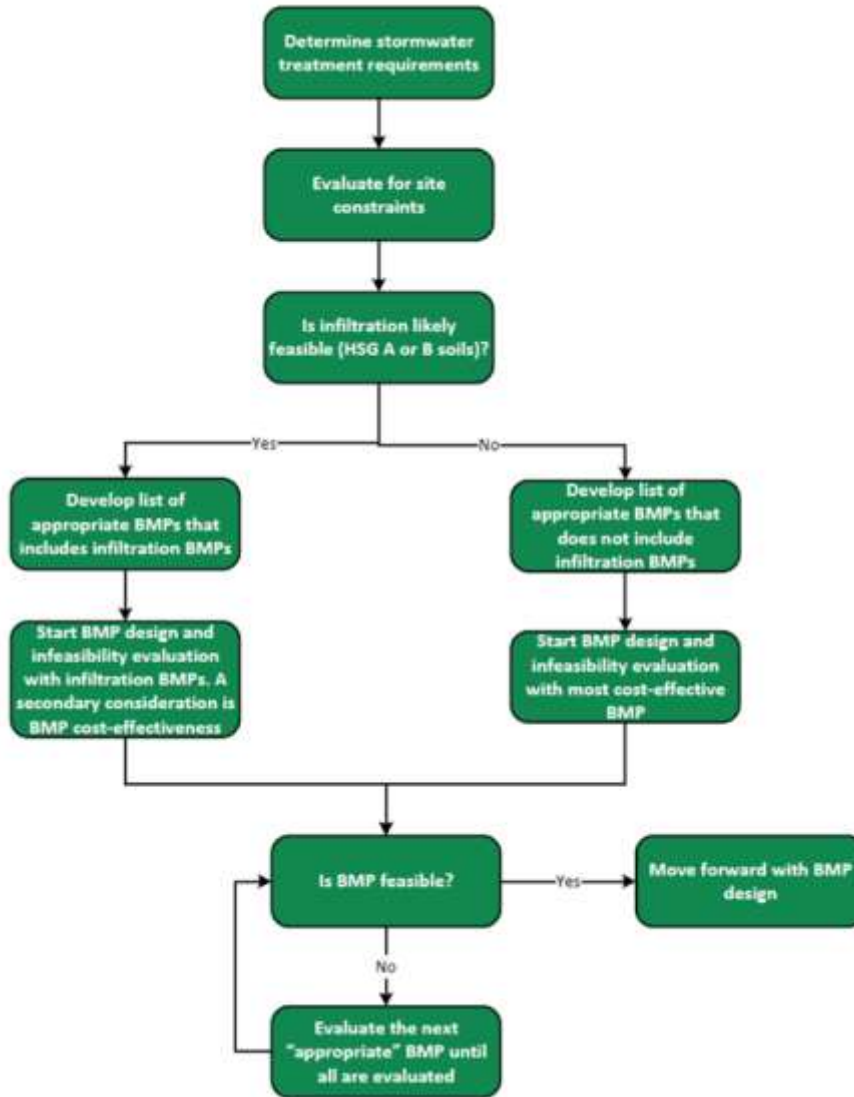 Determine stormwater
treatment requirements
Evaluate for site
constraints
Is infiltration likely
feasible (HSG A or B soils)?
Yes
No
Develop list of
appropriate BMPs that
includes infiltration BMPs
Develop list of
appropriate BMPs that
does not include
infiltration BMPs
Start BMP design and
infeasibility evaluation
with infiltration BMPs. A
secondary consideration is
BMP cost-effectiveness
Start BMP design and
infeasibility evaluation
with most cost-effective
BMP
Is BMP feasible?
Yes
Move forward with BMP
design
No
Evaluate the next
“appropriate” BMP until
all are evaluated